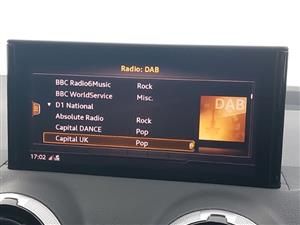 Radio: DAB
BBC Radio6Music Rock
BBC WorldService Misc.
D1 National
Absolute Radio Rock
Capital DANCE Pop
Capital UK Pop
DAB
17:02